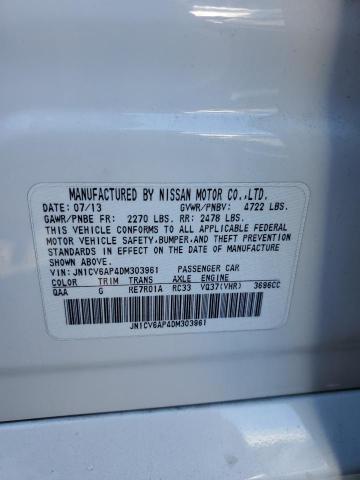 MANUFACTURED BY NISSAN MOTOR CO.,LTD.
DATE: 07/13 GVWR/PNBV: 4722 LBS.
GAWR/PNBE FR: 2270 LBS. RR: 2478 LBS.
THIS VEHICLE CONFORMS TO ALL APPLICABLE FEDERAL
MOTOR VEHICLE SAFETY,BUMPER,AND THEFT PREVENTION
STANDARDS IN EFFECT ON THE DATE OF MANUFACTURE
SHOWN ABOVE.
VIN: JN1CV6AP4DM303961 PASSENGER CAR
COLOR TRIM TRANS AXLE ENGINE
QAA G RE7R01A RC33 VQ37(VHR) 3696CC
JN1CV6AP4DM303961